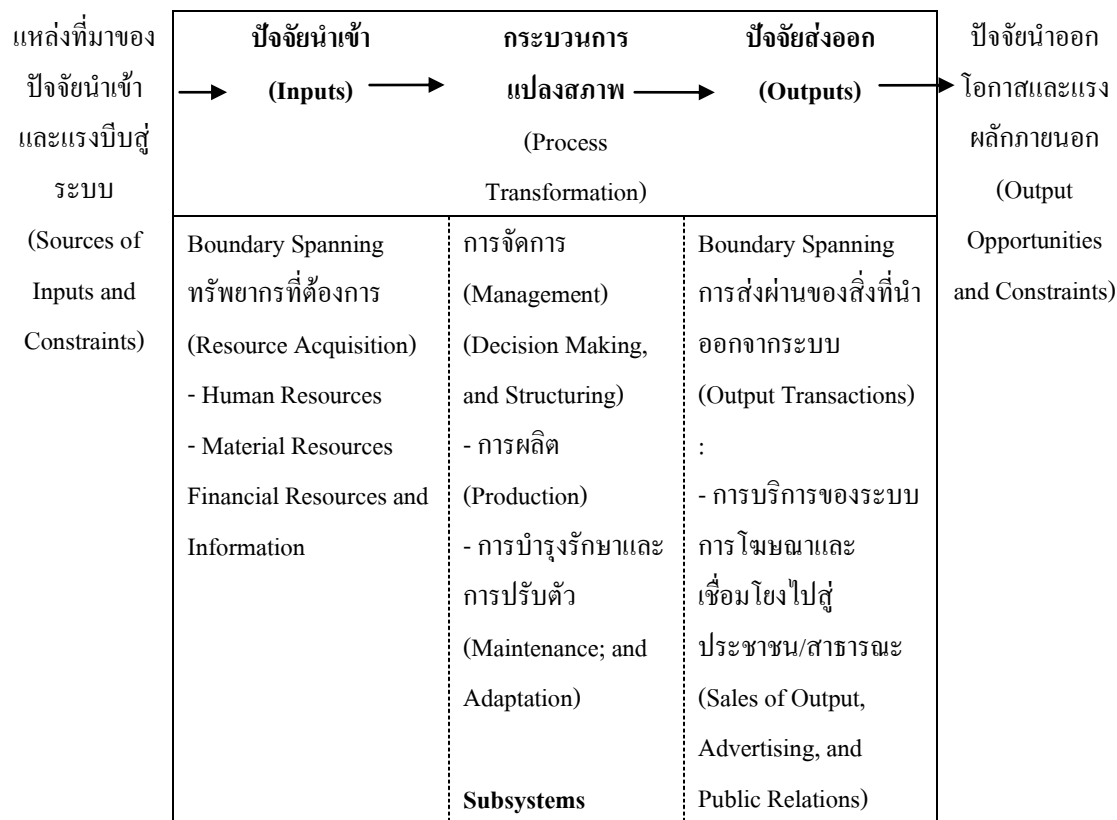 แหล่งที่มาของ
ปัจจัยนำเข้า
และแรงบีบสู่
ระบบ
(Sources of
Inputs and
Constraints)
ปัจจัยนำเข้า
(Inputs)
กระบวนการ
แปลงสภาพ
(Process
Transformation)
ปัจจัยส่งออก
(Outputs)
ปัจจัยนำออก
โอกาสและแรง
ผลักภายนอก
(Output
Opportunities
and Constraints)
Boundary Spanning
ทรัพยากรที่ต้องการ
(Resource Acquisition)
- Human Resources
- Material Resources
Financial Resources and
Information
การจัดการ
(Management)
(Decision Making,
and Structuring)
- การผลิต
(Production)
- การบำรุงรักษาและ
การปรับตัว
(Maintenance; and
Adaptation)
Subsystems
Boundary Spanning
การส่งผ่านของสิ่งที่นำ
ออกจากระบบ
(Output Transactions)
:
- การบริการของระบบ
การโฆษณาและ
เชื่อมโยงไปสู่
ประชาชน/สาธารณะ
(Sales of Output,
Advertising, and
Public Relations)